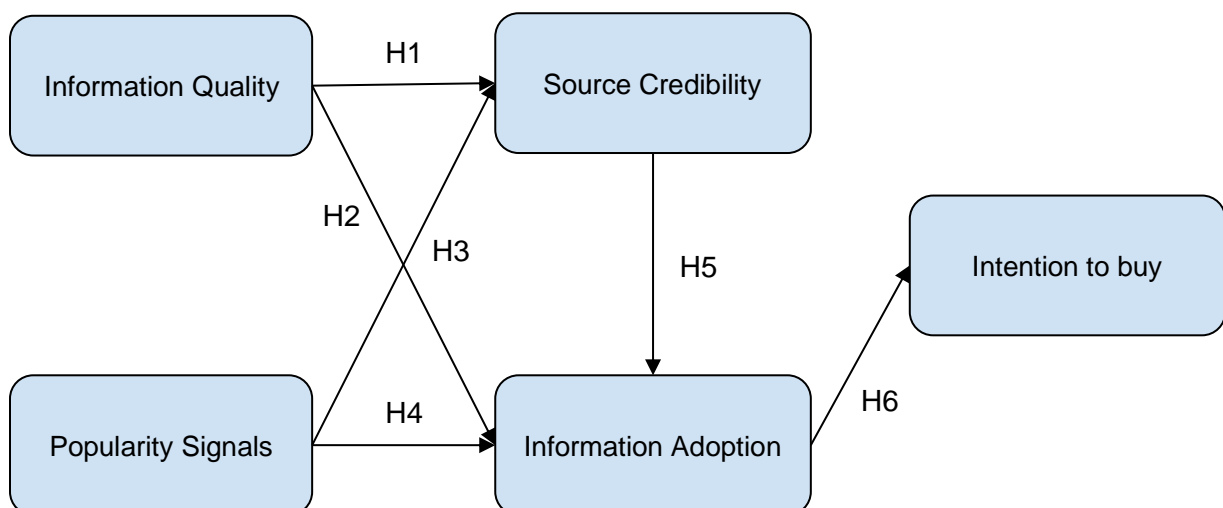 H1
Information Quality
Source Credibility
H2
H3
H5
Intention to buy
H4
H6
Popularity Signals
Information Adoption